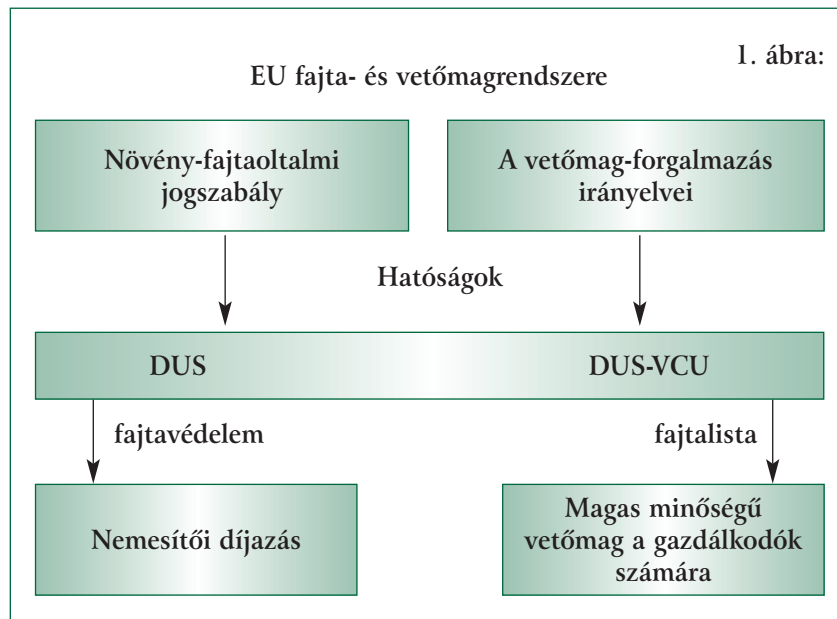 1. ábra:
EU fajta- és vetőmagrendszere
Növény-fajtaoltalmi
jogszabály
A vetőmag-forgalmazás
irányelvei
Hatóságok
DUS
DUS-VCU
fajtavédelem
fajtalista
Nemesítői díjazás
Magas minőségű
vetőmag a gazdálkodók
számára